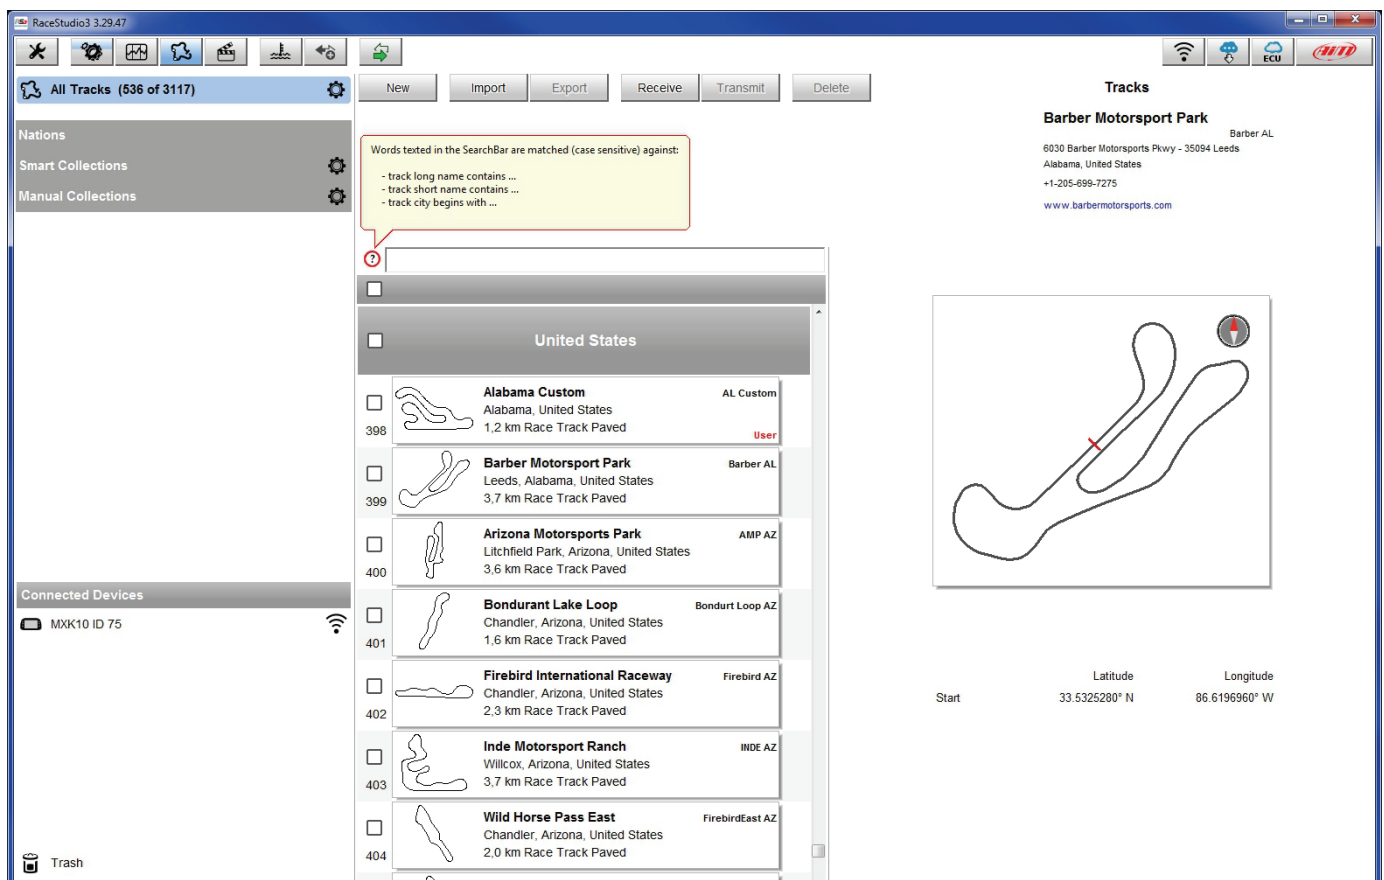 RaceStudio3 3.29.47
ECU
AiM
All Tracks (536 of 3117)
Nations
Smart Collections
Manual Collections
Connected Devices
MXK10 ID 75
Trash
New
Import
Export
Receive
Transmit
Delete
Words texted in the SearchBar are matched (case sensitive) against:
- track long name contains ...
- track short name contains ...
- track city begins with ...
?
United States
398
Alabama Custom
AL Custom
Alabama, United States
1,2 km Race Track Paved
User
399
Barber Motorsport Park
Barber AL
Leeds, Alabama, United States
3,7 km Race Track Paved
400
Arizona Motorsports Park
AMP AZ
Litchfield Park, Arizona, United States
3,6 km Race Track Paved
401
Bondurant Lake Loop
Bondurt Loop AZ
Chandler, Arizona, United States
1,6 km Race Track Paved
402
Firebird International Raceway
Firebird AZ
Chandler, Arizona, United States
2,3 km Race Track Paved
403
Inde Motorsport Ranch
INDE AZ
Willcox, Arizona, United States
3,7 km Race Track Paved
404
Wild Horse Pass East
FirebirdEast AZ
Chandler, Arizona, United States
2,0 km Race Track Paved
Tracks
Barber Motorsport Park
Barber AL
6030 Barber Motorsports Pkwy - 35094 Leeds
Alabama, United States
+1-205-699-7275
www.barbermotorsports.com
Latitude Longitude
Start 33.5325280° N 86.6196960° W